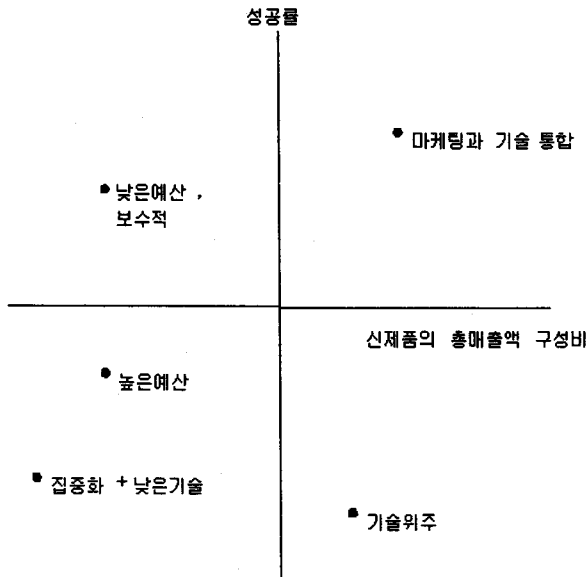 성공률
마케팅과 기술 통합
낮은예산 ,
보수적
신제품의 총매출액 구성비
높은예산
집중화 +낮은기술
기술위주